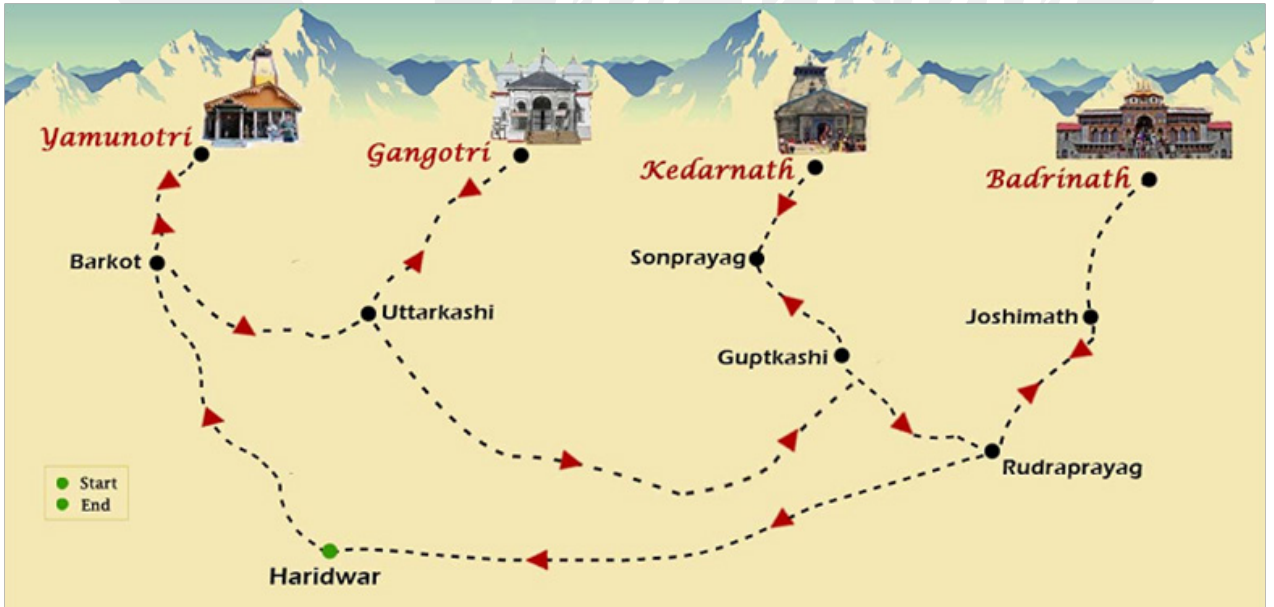 Yamunotri
Gangotri
Kedarnath
Badrinath
Barkot
Sonprayag
Uttarkashi
Joshimath
Guptkashi
Rudraprayag
Start
End
Haridwar